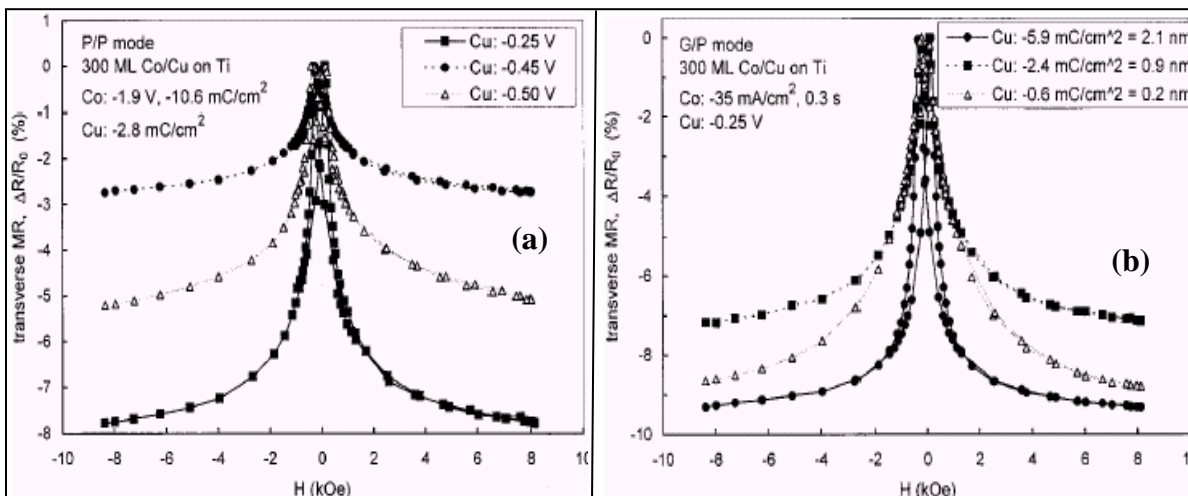 P/P mode
300 ML Co/Cu on Ti
Co: -1.9 V, -10.6 mC/cm²
Cu: -2.8 mC/cm²
Cu: -0.25 V
Cu: -0.45 V
Cu: -0.50 V
(a)
transverse MR, ΔR/R₀ (%)
0
-1
-2
-3
-4
-5
-6
-7
-8
-10 -8 -6 -4 -2 0 2 4 6 8 10
H (kOe)
G/P mode
300 ML Co/Cu on Ti
Co: -35 mA/cm², 0.3 s
Cu: -0.25 V
Cu: -5.9 mC/cm^2 = 2.1 nm
Cu: -2.4 mC/cm^2 = 0.9 nm
Cu: -0.6 mC/cm^2 = 0.2 nm
(b)
transverse MR, ΔR/R₀ (%)
0
-2
-4
-6
-8
-10
-10 -8 -6 -4 -2 0 2 4 6 8 10
H (kOe)